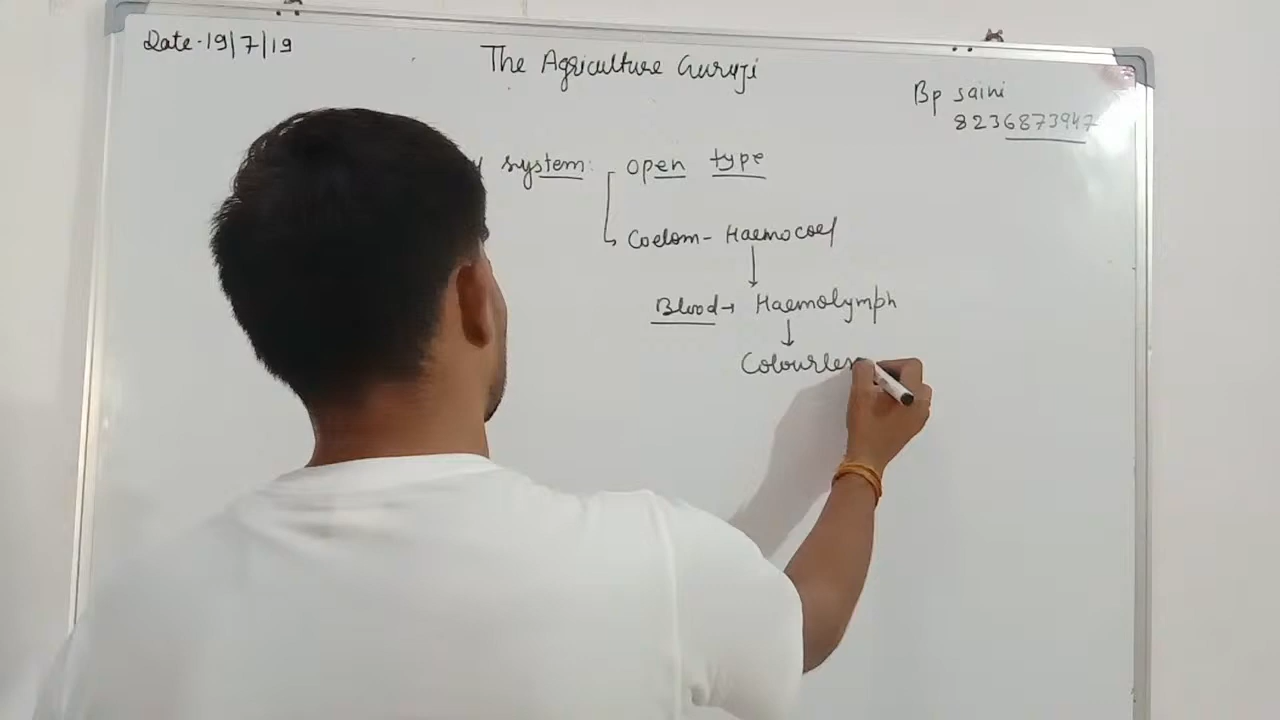 Date-19/7/19
The Agriculture Guruji
Bp saini
8236873947
system: open type
Coelom- Haemocoel
Blood → Haemolymph
Colourles